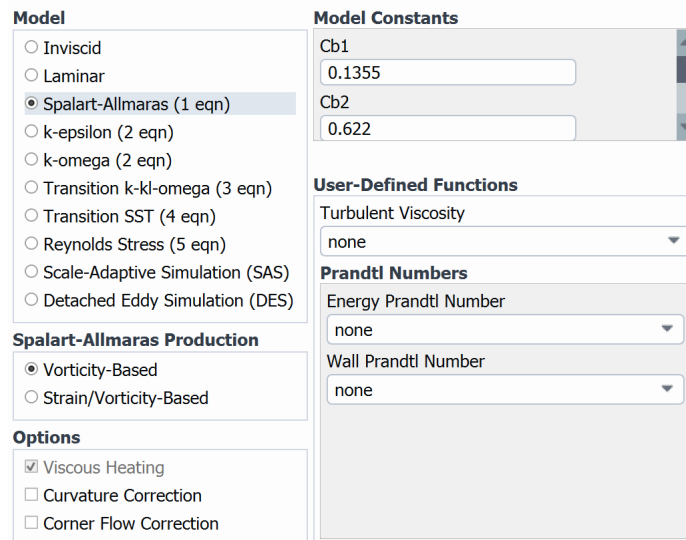 Model
Inviscid
Laminar
Spalart-Allmaras (1 eqn)
k-epsilon (2 eqn)
k-omega (2 eqn)
Transition k-kl-omega (3 eqn)
Transition SST (4 eqn)
Reynolds Stress (5 eqn)
Scale-Adaptive Simulation (SAS)
Detached Eddy Simulation (DES)
Spalart-Allmaras Production
Vorticity-Based
Strain/Vorticity-Based
Options
Viscous Heating
Curvature Correction
Corner Flow Correction
Model Constants
Cb1
0.1355
Cb2
0.622
User-Defined Functions
Turbulent Viscosity
none
Prandtl Numbers
Energy Prandtl Number
none
Wall Prandtl Number
none